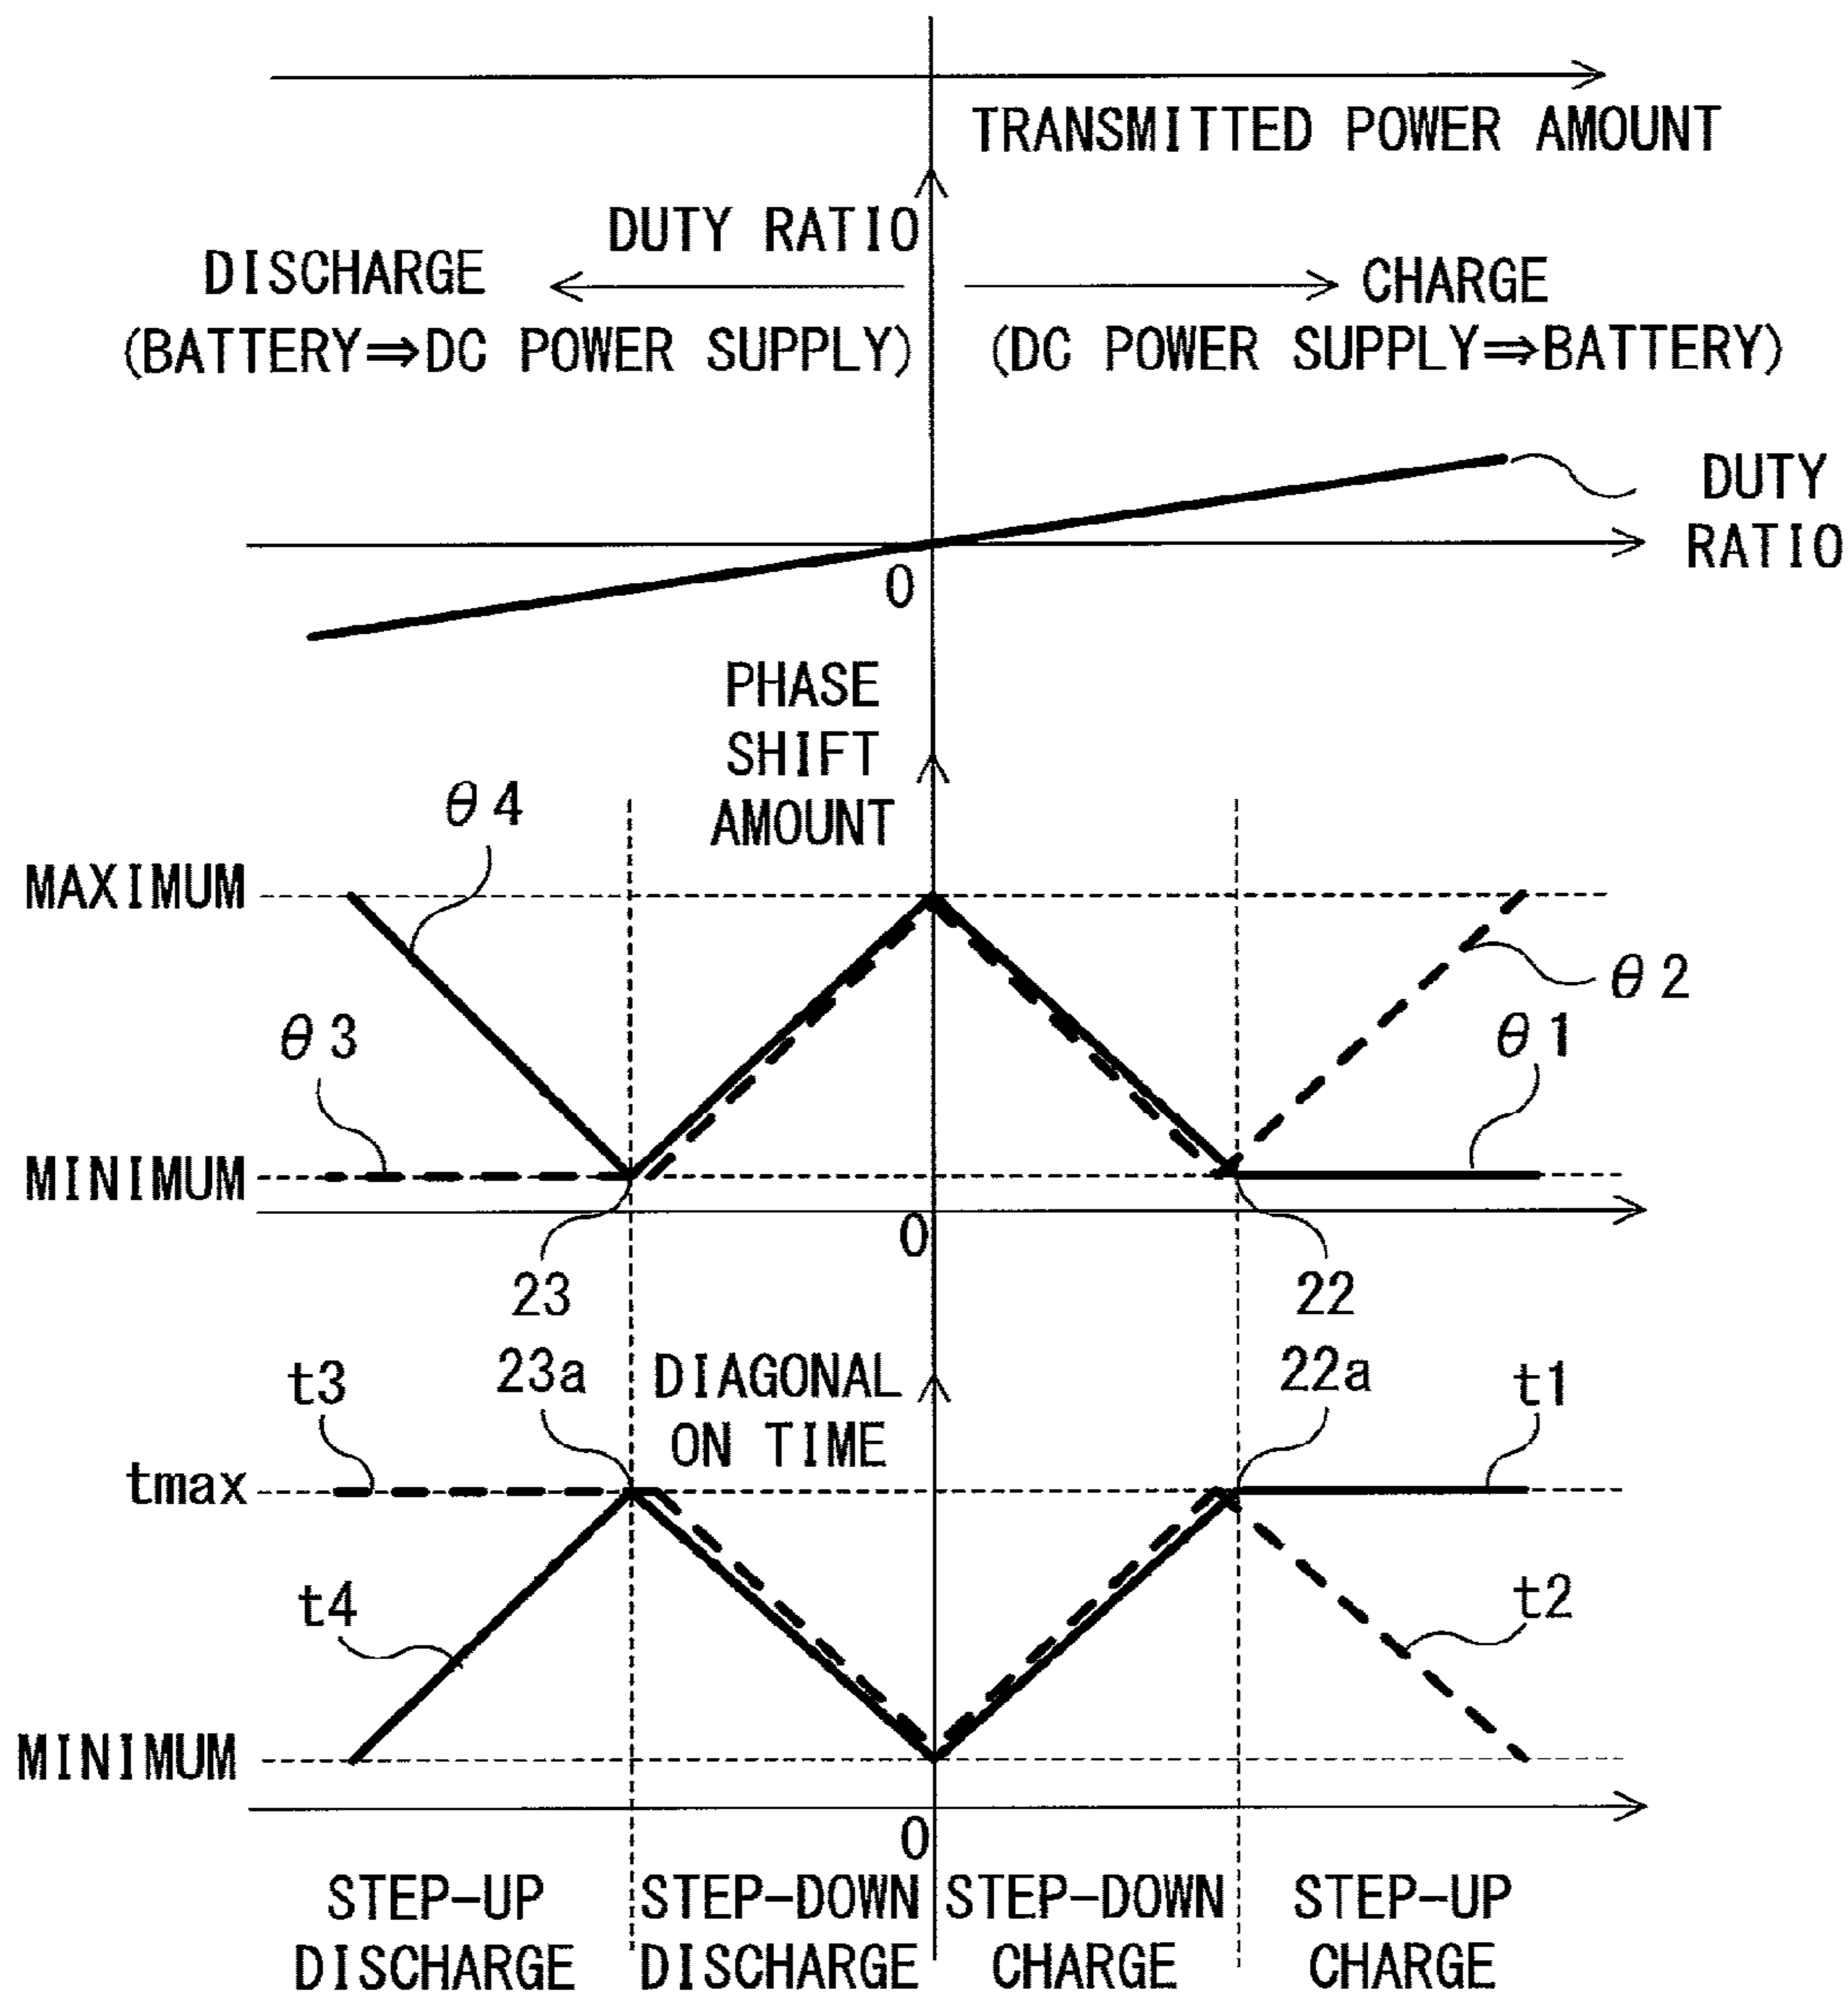 TRANSMITTED POWER AMOUNT
DUTY RATIO
DISCHARGE
(BATTERY⇒DC POWER SUPPLY)
CHARGE
(DC POWER SUPPLY⇒BATTERY)
DUTY
RATIO
0
PHASE
SHIFT
AMOUNT
θ4
MAXIMUM
θ2
θ3
θ1
MINIMUM
0
23
22
23a
DIAGONAL
ON TIME
22a
t3
t1
tmax
t4
t2
MINIMUM
0
STEP-UP
DISCHARGE
STEP-DOWN
DISCHARGE
STEP-DOWN
CHARGE
STEP-UP
CHARGE